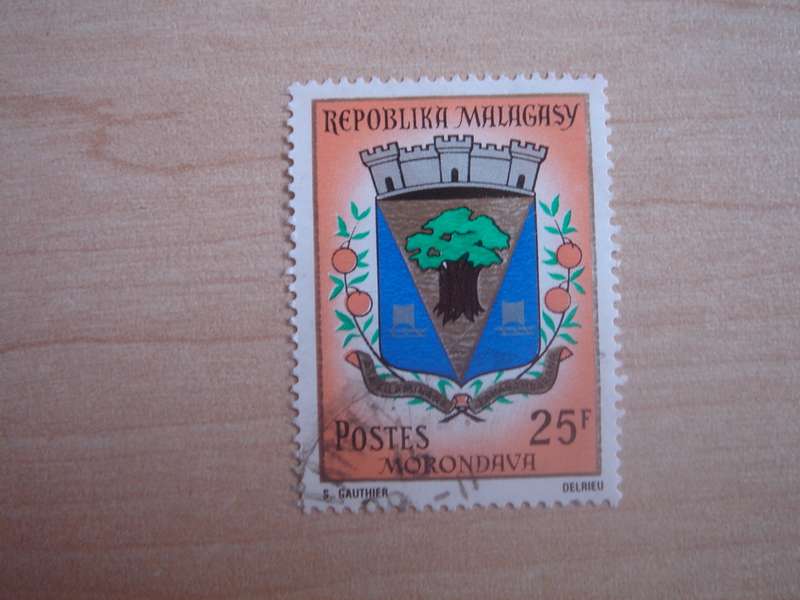 REPOBLIKA MALAGASY
POSTES 25F
MORONDAVA
S. GAUTHIER DELRIEU